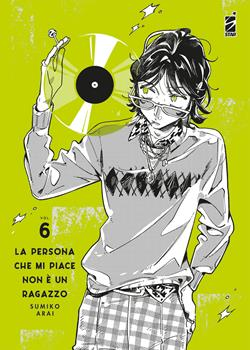 STAR
VOL.
6
LA PERSONA
CHE MI PIACE
NON È UN
RAGAZZO
SUMIKO
ARAI